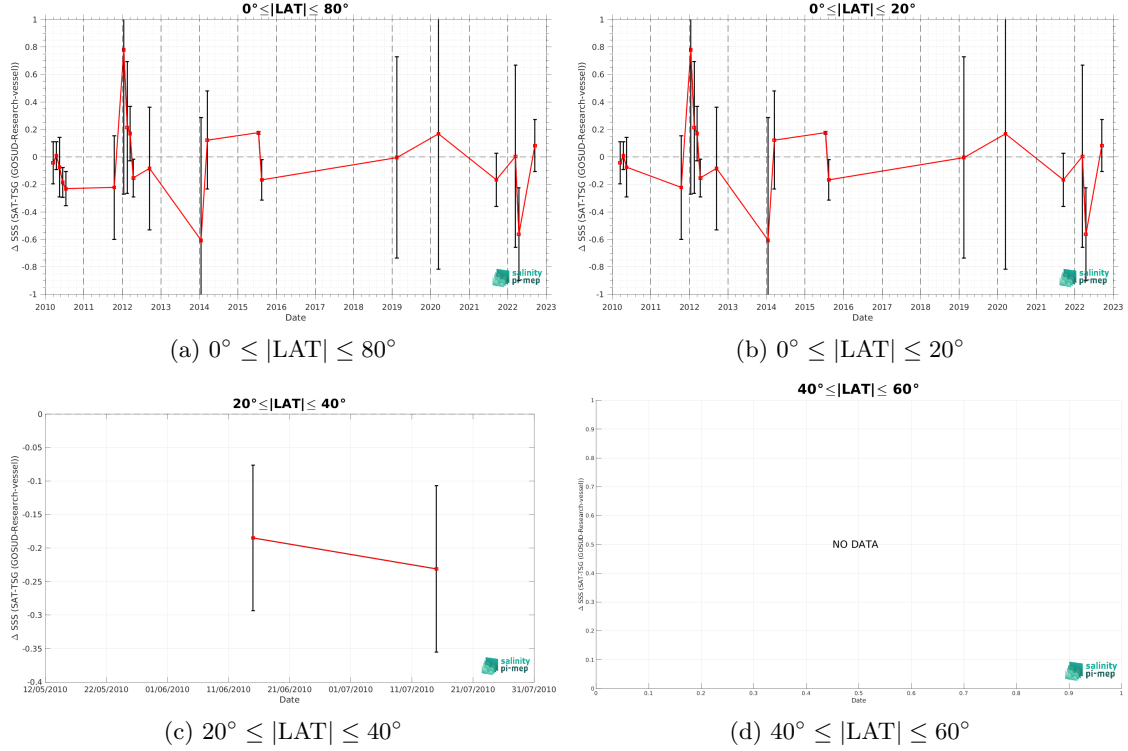 0°≤|LAT|≤ 80°
Δ SSS (SAT-TSG (GOSUD-Research-vessel))
1
0.8
0.6
0.4
0.2
0
-0.2
-0.4
-0.6
-0.8
-1
2010 2011 2012 2013 2014 2015 2016 2017 2018 2019 2020 2021 2022 2023
Date
salinity
pi-mep
(a) 0° ≤ |LAT| ≤ 80°
0°≤|LAT|≤ 20°
Δ SSS (SAT-TSG (GOSUD-Research-vessel))
1
0.8
0.6
0.4
0.2
0
-0.2
-0.4
-0.6
-0.8
-1
2010 2011 2012 2013 2014 2015 2016 2017 2018 2019 2020 2021 2022 2023
Date
salinity
pi-mep
(b) 0° ≤ |LAT| ≤ 20°
20°≤|LAT|≤ 40°
Δ SSS (SAT-TSG (GOSUD-Research-vessel))
0
-0.05
-0.1
-0.15
-0.2
-0.25
-0.3
-0.35
-0.4
12/05/2010 22/05/2010 01/06/2010 11/06/2010 21/06/2010 01/07/2010 11/07/2010 21/07/2010 31/07/2010
Date
salinity
pi-mep
(c) 20° ≤ |LAT| ≤ 40°
40°≤|LAT|≤ 60°
Δ SSS (SAT-TSG (GOSUD-Research-vessel))
1
0.9
0.8
0.7
0.6
0.5
0.4
0.3
0.2
0.1
0
NO DATA
0 0.1 0.2 0.3 0.4 0.5 0.6 0.7 0.8 0.9 1
Date
salinity
pi-mep
(d) 40° ≤ |LAT| ≤ 60°